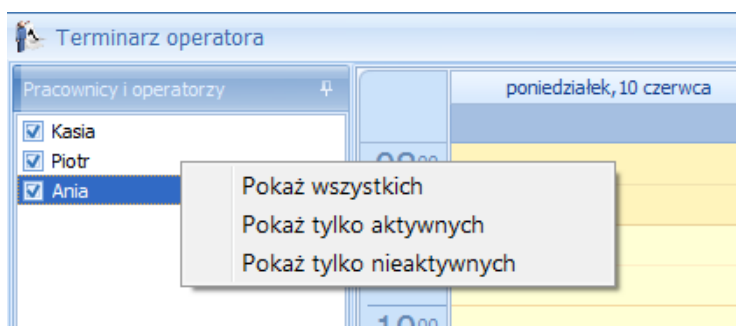 Terminarz operatora
Pracownicy i operatorzy
poniedziałek, 10 czerwca
Kasia
Piotr
Ania
Pokaż wszystkich
Pokaż tylko aktywnych
Pokaż tylko nieaktywnych